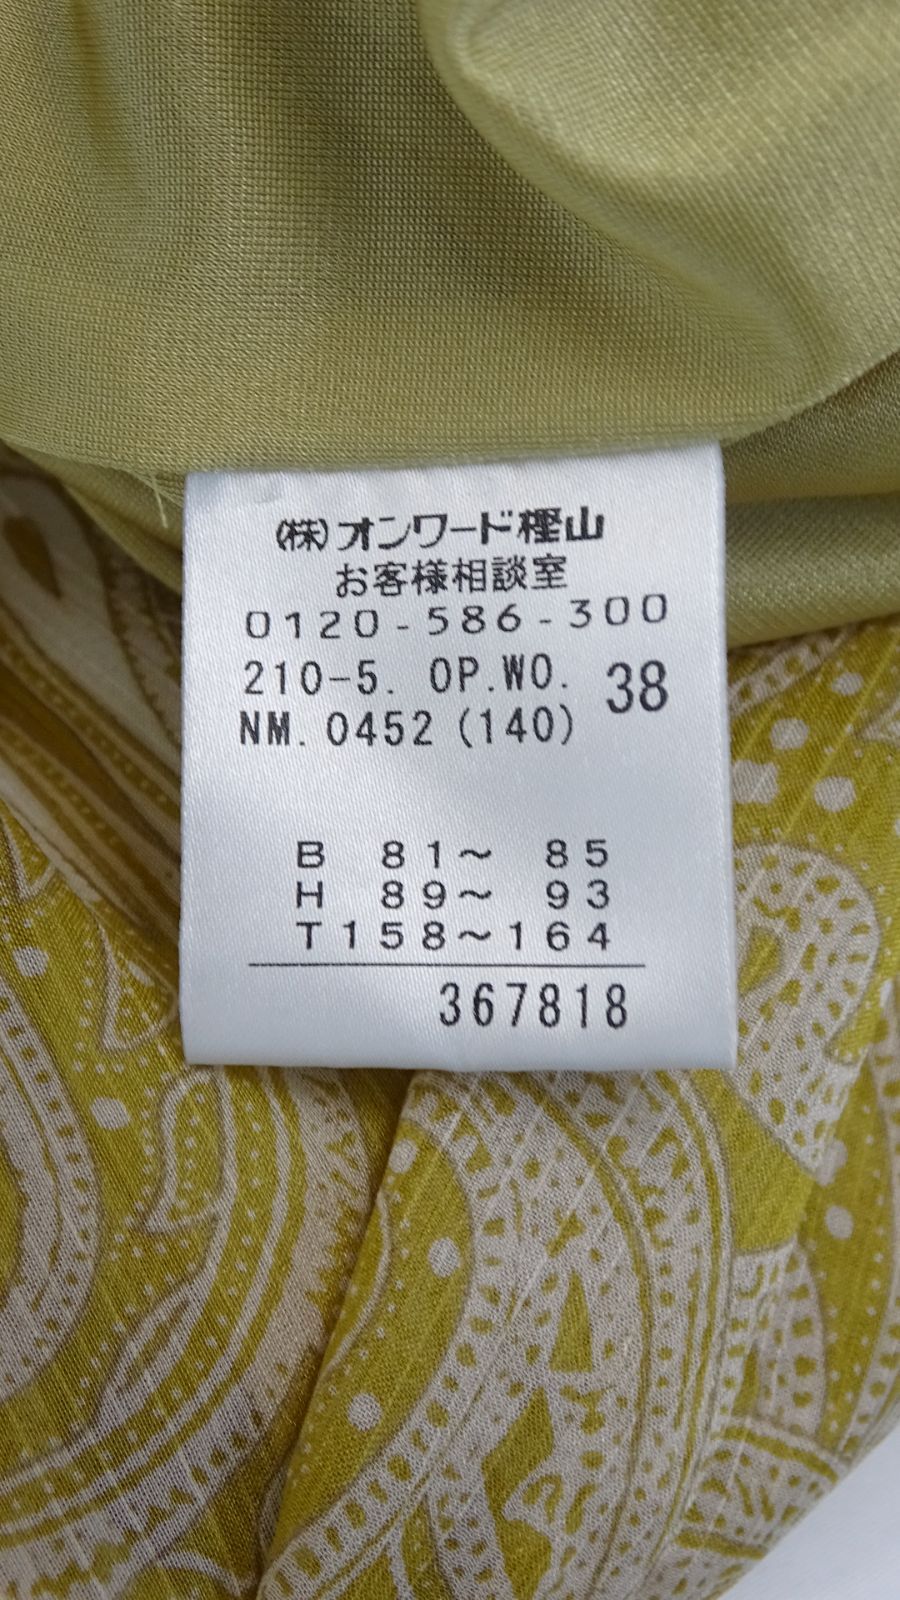 (株)オンワード樫山
お客様相談室
0120-586-300
210-5. OP.WO. 38
NM. 0452 (140)
B 81~ 85
H 89~ 93
T158~164
367818